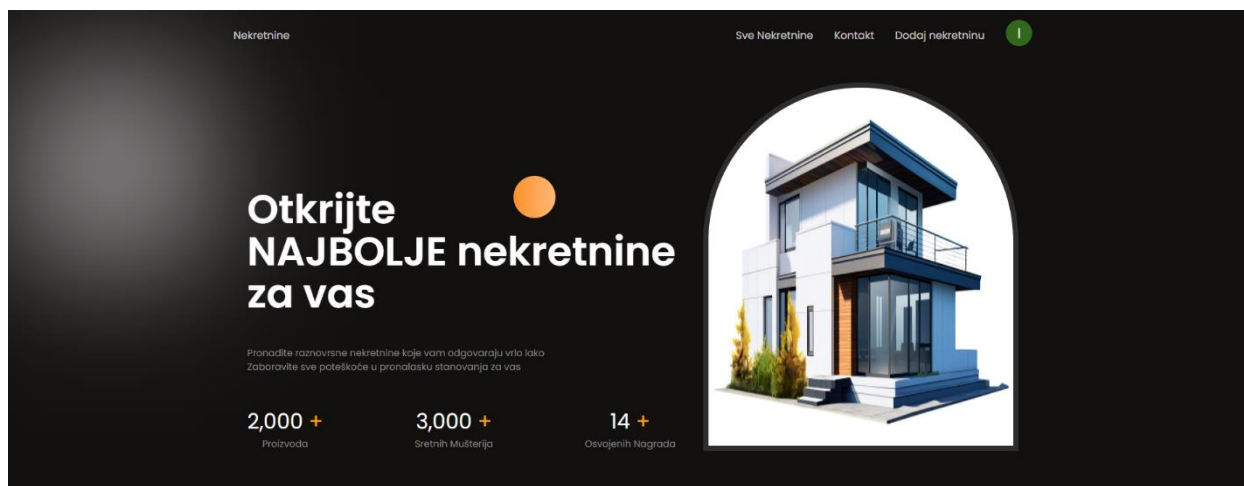 Nekretnine
Sve Nekretnine Kontakt Dodaj nekretninu I
Otkrijte
NAJBOLJE nekretnine
za vas
Pronađite raznovrsne nekretnine koje vam odgovaraju vrlo lako
Zaboravite sve poteškoće u pronalasku stanovanja za vas
2,000 + 3,000 + 14 +
Proizvoda Sretnih Mušterija Osvojenih Nagrada